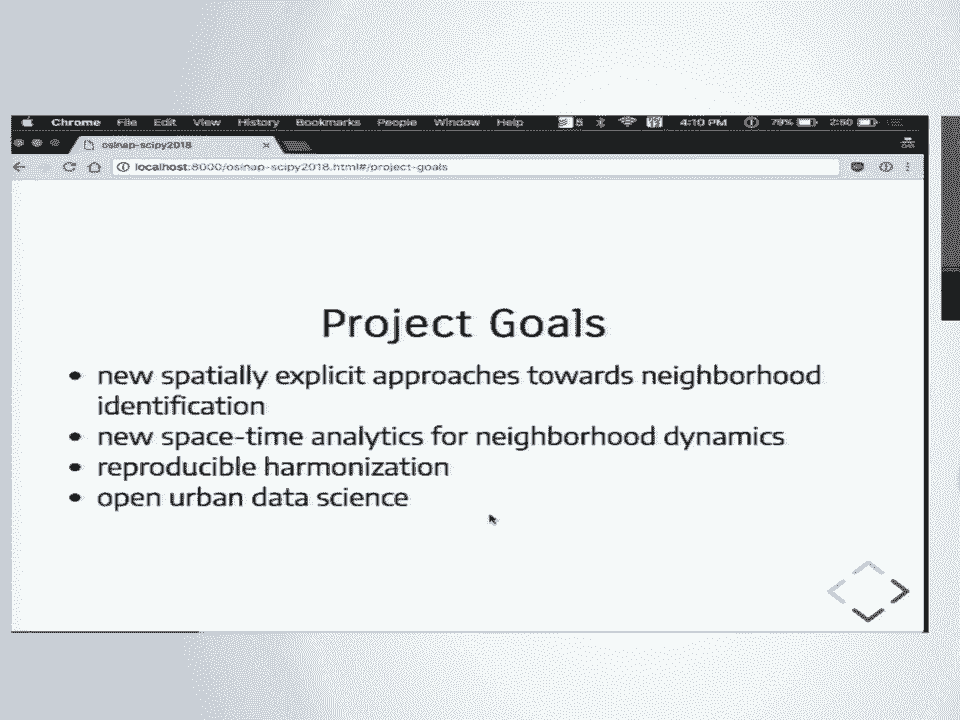 Chrome File Edit View History Bookmarks People Window Help 5 4:10 PM 79% 2:50
osinap-scipy2018
localhost:8000/osinap-scipy2018.html#/project-goals
Project Goals
• new spatially explicit approaches towards neighborhood
identification
• new space-time analytics for neighborhood dynamics
• reproducible harmonization
• open urban data science